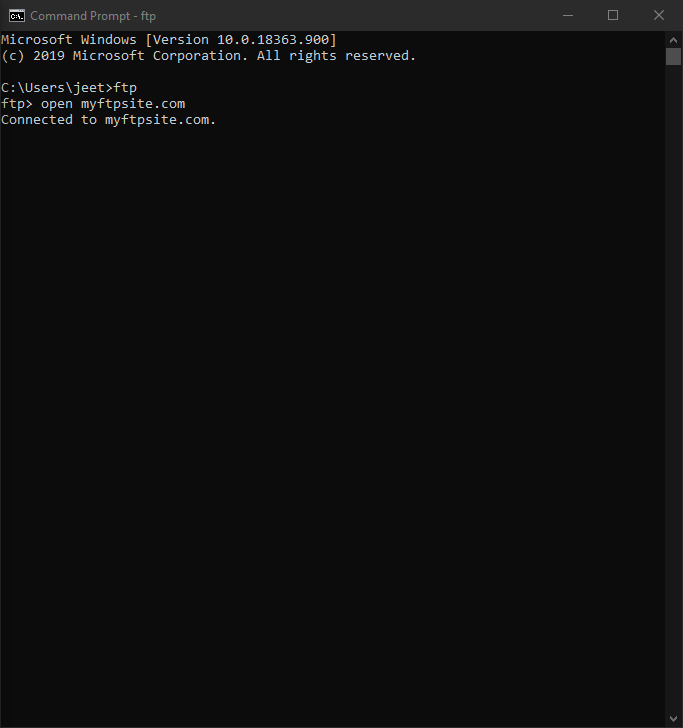 Command Prompt - ftp
Microsoft Windows [Version 10.0.18363.900]
(c) 2019 Microsoft Corporation. All rights reserved.
C:\Users\jeet>ftp
ftp> open myftpsite.com
Connected to myftpsite.com.